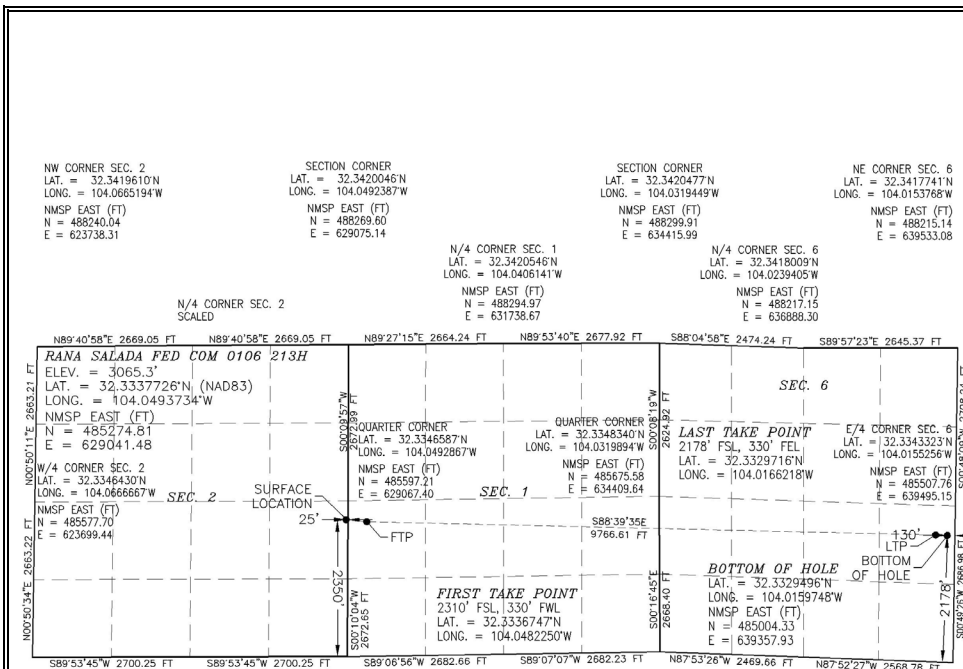 NW CORNER SEC. 2
LAT. = 32.3419610°N
LONG. = 104.0665194°W
NMSP EAST (FT)
N = 488240.04
E = 623738.31
SECTION CORNER
LAT. = 32.3420046°N
LONG. = 104.0492387°W
NMSP EAST (FT)
N = 488269.60
E = 629075.14
SECTION CORNER
LAT. = 32.3420477°N
LONG. = 104.0319449°W
NMSP EAST (FT)
N = 488299.91
E = 634415.99
NE CORNER SEC. 6
LAT. = 32.3417741°N
LONG. = 104.0153768°W
NMSP EAST (FT)
N = 488215.14
E = 639533.08
N/4 CORNER SEC. 1
LAT. = 32.3420546°N
LONG. = 104.0406141°W
NMSP EAST (FT)
N = 488294.97
E = 631738.67
N/4 CORNER SEC. 6
LAT. = 32.3418009°N
LONG. = 104.0239405°W
NMSP EAST (FT)
N = 488217.15
E = 636888.30
N/4 CORNER SEC. 2
SCALED
N89°40'58"E 2669.05 FT
N89°40'58"E 2669.05 FT
N89°27'15"E 2664.24 FT
N89°53'40"E 2677.92 FT
S88°04'58"E 2474.24 FT
S89°57'23"E 2645.37 FT
RANA SALADA FED COM 0106 213H
ELEV. = 3065.3'
LAT. = 32.3337726°N (NAD83)
LONG. = 104.0493734°W
NMSP EAST (FT)
N = 485274.81
E = 629041.48
N00°50'11"E 2663.21 FT
S00°09'57"W
2672.99 FT
S00°08'19"W
2624.92 FT
SEC. 6
W/4 CORNER SEC. 2
LAT. = 32.3346430°N
LONG. = 104.0666667°W
NMSP EAST (FT)
N = 485577.70
E = 623699.44
SEC. 2
QUARTER CORNER
LAT. = 32.3346587°N
LONG. = 104.0492867°W
NMSP EAST (FT)
N = 485597.21
E = 629067.40
SEC. 1
QUARTER CORNER
LAT. = 32.3348340°N
LONG. = 104.0319894°W
NMSP EAST (FT)
N = 485675.58
E = 634409.64
LAST TAKE POINT
2178' FSL, 330' FEL
LAT. = 32.3329716°N
LONG. = 104.0166218°W
E/4 CORNER SEC. 6
LAT. = 32.3343323°N
LONG. = 104.0155256°W
NMSP EAST (FT)
N = 485507.76
E = 639495.15
SURFACE
LOCATION
25'
FTP
S88°39'35E
9766.61 FT
130'
LTP
BOTTOM
OF HOLE
N00°50'34"E 2663.22 FT
2350'
S00°10'04"W
2672.65 FT
FIRST TAKE POINT
2310' FSL, 330' FWL
LAT. = 32.3336747°N
LONG. = 104.0482250°W
S00°16'45"E
2668.40 FT
BOTTOM OF HOLE
LAT. = 32.3329496°N
LONG. = 104.0159748°W
NMSP EAST (FT)
N = 485004.33
E = 639357.93
2178'
S00°49'26"W 2686.98 FT
S89°53'45"W 2700.25 FT
S89°53'45"W 2700.25 FT
S89°06'56"W 2682.66 FT
S89°07'07"W 2682.23 FT
N87°53'26"W 2469.66 FT
N87°52'27"W 2568.78 FT